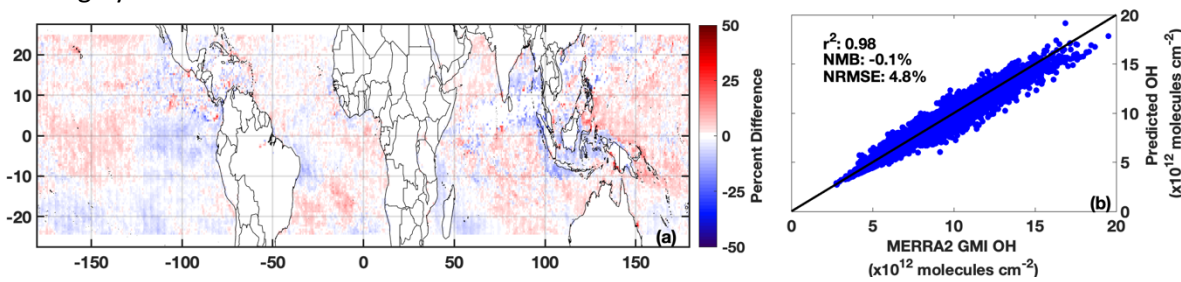 20
10
0
-10
-20
-150
-100
-50
0
50
100
150
(a)
50
25
0
-25
-50
Percent Difference
r²: 0.98
NMB: -0.1%
NRMSE: 4.8%
(b)
0
5
10
15
20
MERRA2 GMI OH
(x10¹² molecules cm⁻²)
20
15
10
5
0
Predicted OH
(x10¹² molecules cm⁻²)